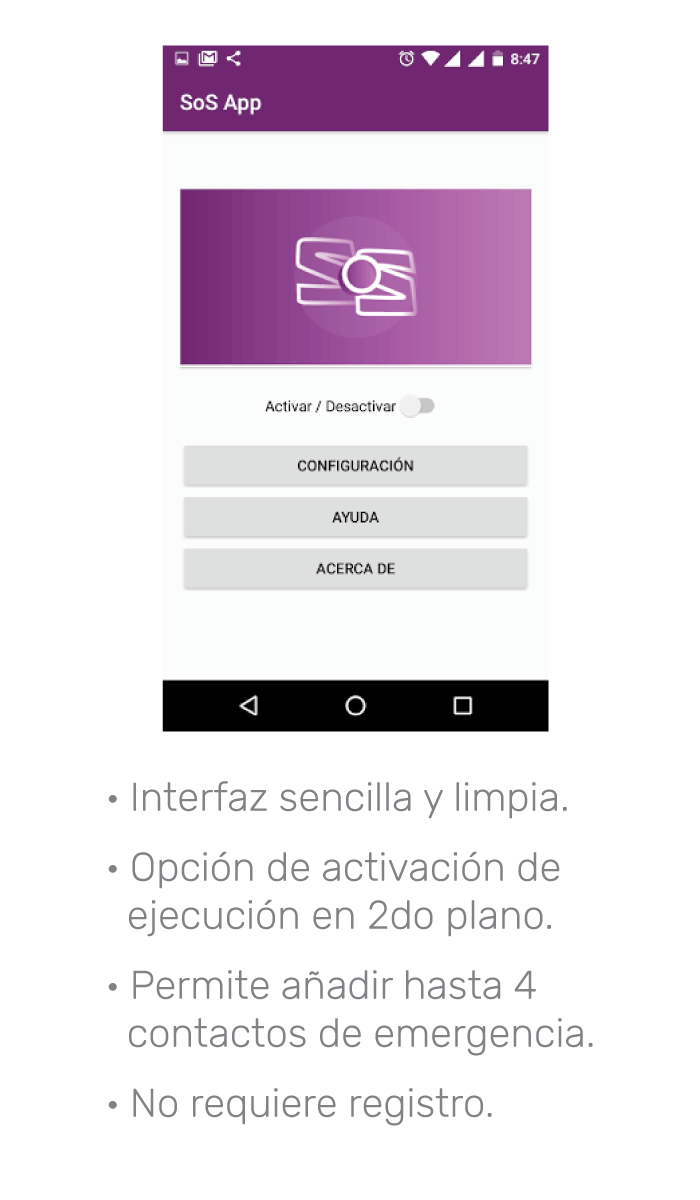 8:47
SoS App
SOS
Activar / Desactivar
CONFIGURACIÓN
AYUDA
ACERCA DE
• Interfaz sencilla y limpia.
• Opción de activación de
ejecución en 2do plano.
• Permite añadir hasta 4
contactos de emergencia.
• No requiere registro.